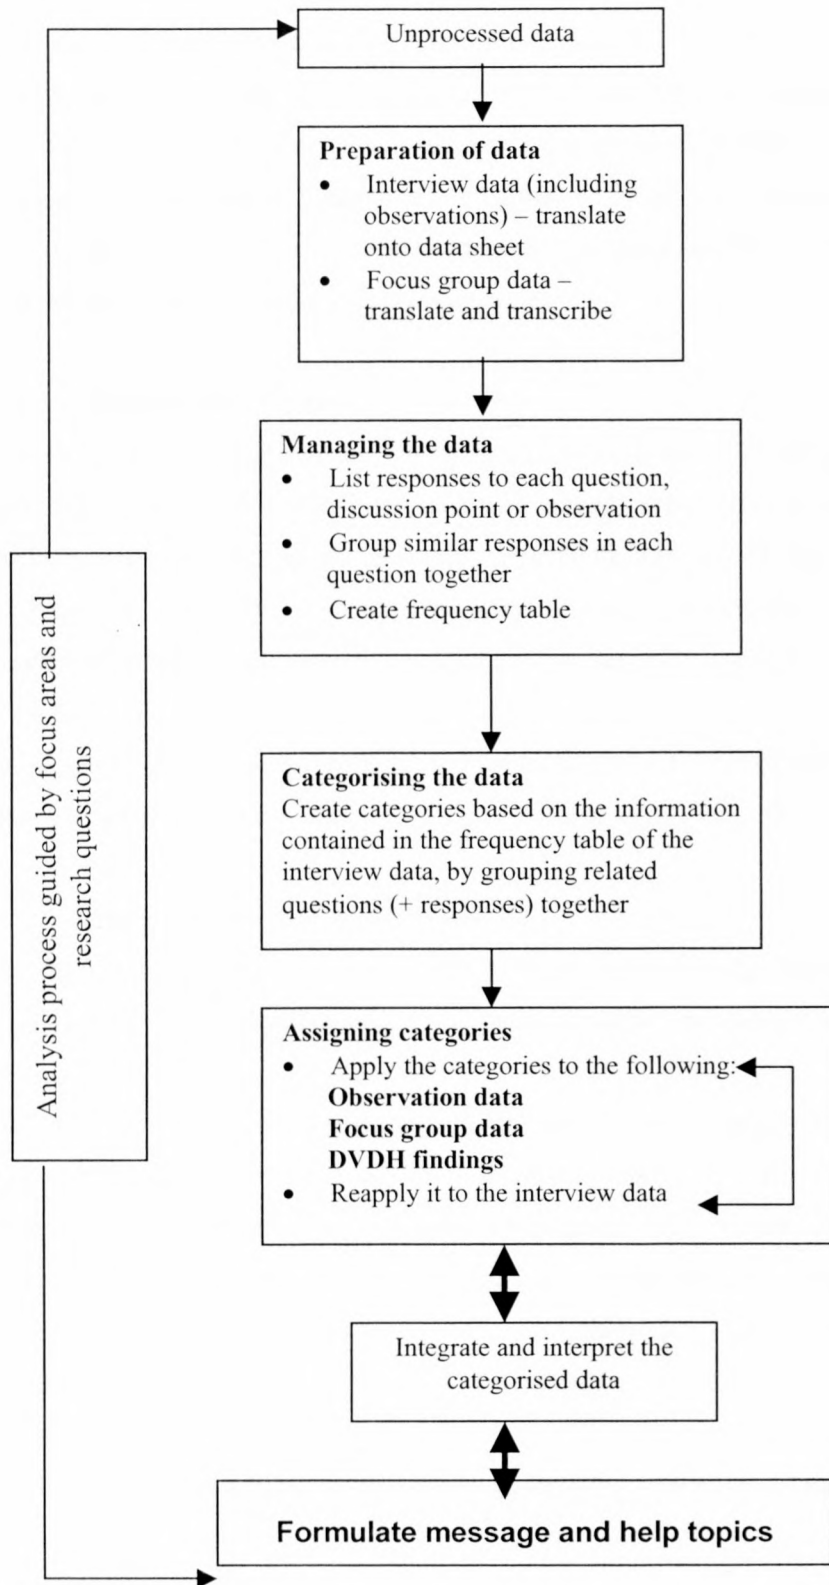 Unprocessed data
Preparation of data
• Interview data (including
observations) – translate
onto data sheet
• Focus group data –
translate and transcribe
Managing the data
• List responses to each question,
discussion point or observation
• Group similar responses in each
question together
• Create frequency table
Analysis process guided by focus areas and
research questions
Categorising the data
Create categories based on the information
contained in the frequency table of the
interview data, by grouping related
questions (+ responses) together
Assigning categories
• Apply the categories to the following:
Observation data
Focus group data
DVDH findings
• Reapply it to the interview data
Integrate and interpret the
categorised data
Formulate message and help topics